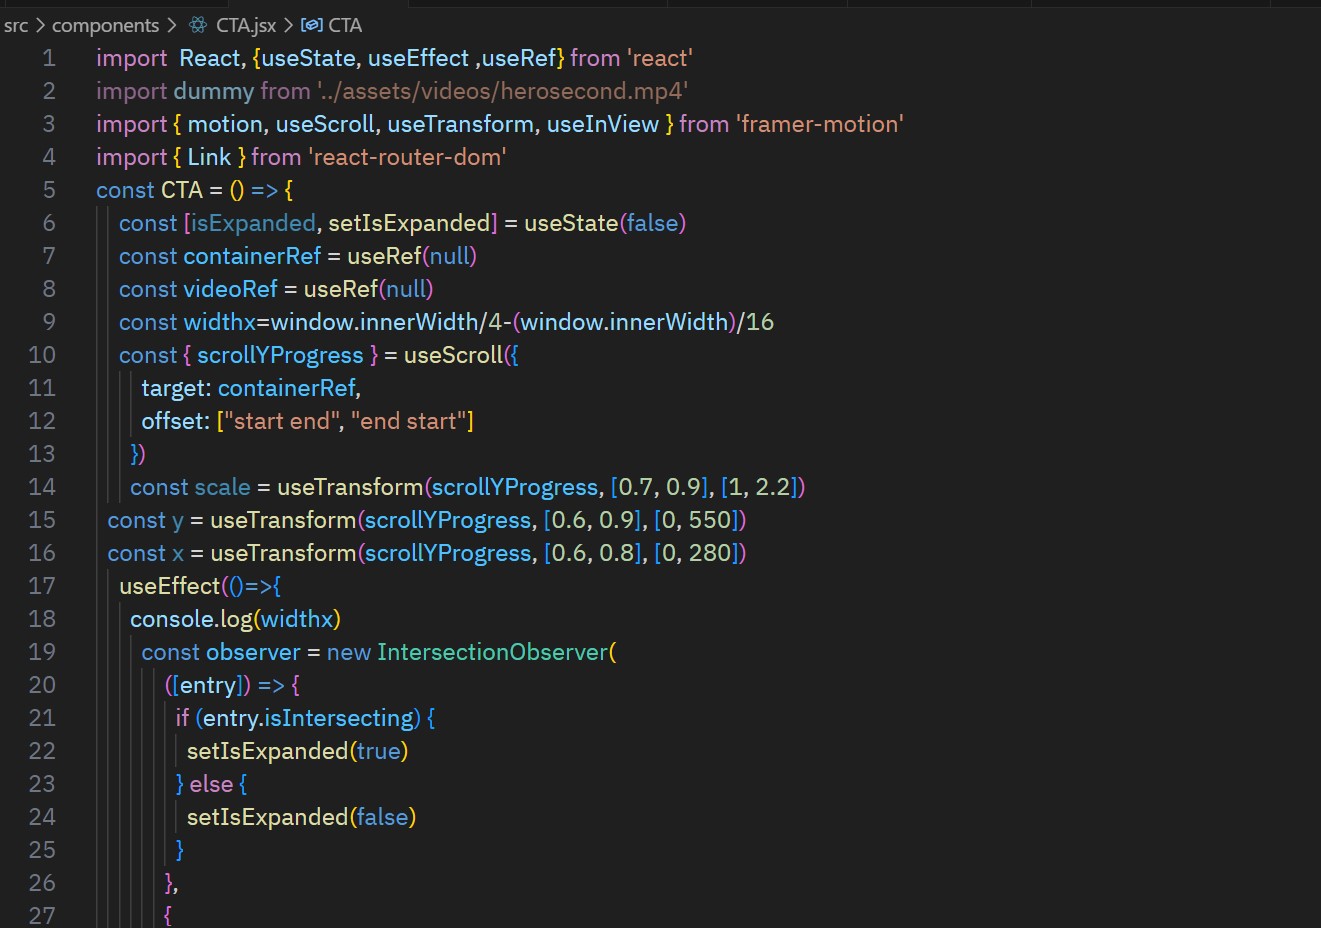 src > components > CTA.jsx > CTA
1 import React, {useState, useEffect ,useRef} from 'react'
2 import dummy from '../assets/videos/herosecond.mp4'
3 import { motion, useScroll, useTransform, useInView } from 'framer-motion'
4 import { Link } from 'react-router-dom'
5 const CTA = () => {
6 const [isExpanded, setIsExpanded] = useState(false)
7 const containerRef = useRef(null)
8 const videoRef = useRef(null)
9 const widthx=window.innerWidth/4-(window.innerWidth)/16
10 const { scrollYProgress } = useScroll({
11 target: containerRef,
12 offset: ["start end", "end start"]
13 })
14 const scale = useTransform(scrollYProgress, [0.7, 0.9], [1, 2.2])
15 const y = useTransform(scrollYProgress, [0.6, 0.9], [0, 550])
16 const x = useTransform(scrollYProgress, [0.6, 0.8], [0, 280])
17 useEffect(()=>{
18 console.log(widthx)
19 const observer = new IntersectionObserver(
20 ([entry]) => {
21 if (entry.isIntersecting) {
22 setIsExpanded(true)
23 } else {
24 setIsExpanded(false)
25 }
26 },
27 {